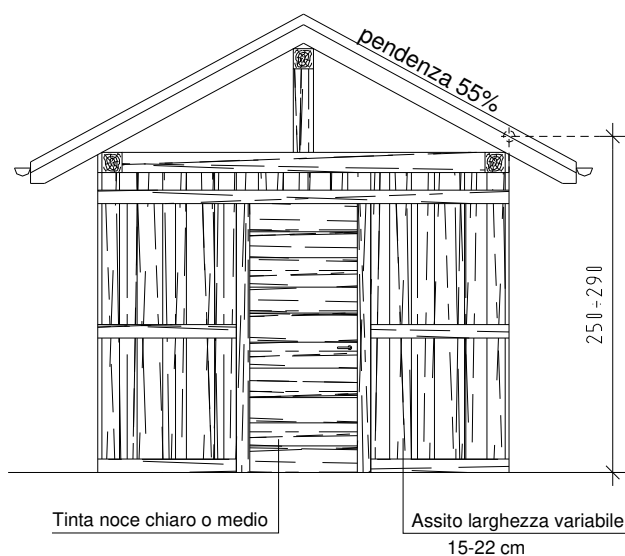 pendenza 55%
250÷290
Tinta noce chiaro o medio
Assito larghezza variabile
15-22 cm